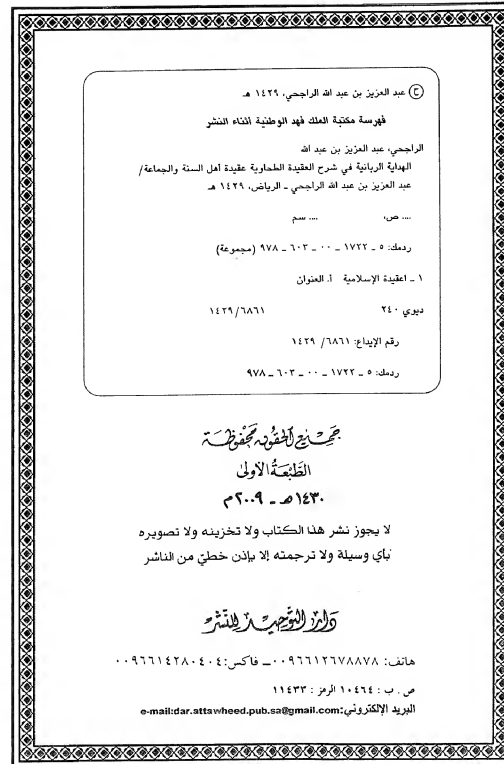 ح عبد العزيز بن عبد الله الراجحي، ١٤٢٩ هـ
فهرسة مكتبة الملك فهد الوطنية أثناء النشر
الراجحي، عبد العزيز بن عبد الله
الهداية الربانية في شرح العقيدة الطحاوية عقيدة أهل السنة والجماعة/
عبد العزيز بن عبد الله الراجحي ـ الرياض، ١٤٢٩ هـ
.... ص، .... سم
ردمك: ٥ ـ ١٧٢٢ ـ ٠٠ ـ ٦٠٣ ـ ٩٧٨ (مجموعة)
١ ـ اعقيدة الإسلامية أ. العنوان
ديوي ٢٤٠ ١٤٢٩/٦٨٦١
رقم الإيداع: ٦٨٦١/ ١٤٢٩
ردمك: ٥ ـ ١٧٢٢ ـ ٠٠ ـ ٦٠٣ ـ ٩٧٨
جميع الحقوق محفوظة
الطبعة الأولى
١٤٣٠هـ ـ ٢٠٠٩م
لا يجوز نشر هذا الكتاب ولا تخزينه ولا تصويره
بأي وسيلة ولا ترجمته إلا بإذن خطيّ من الناشر
دار التوحيد للنشر
هاتف: ٠٠٩٦٦١٢٦٧٨٨٧٨ ـ فاكس: ٠٠٩٦٦١٤٢٨٠٤٠٤
ص . ب : ١٠٤٦٤ الرمز : ١١٤٣٣
البريد الإلكتروني: e-mail:dar.attawheed.pub.sa@gmail.com